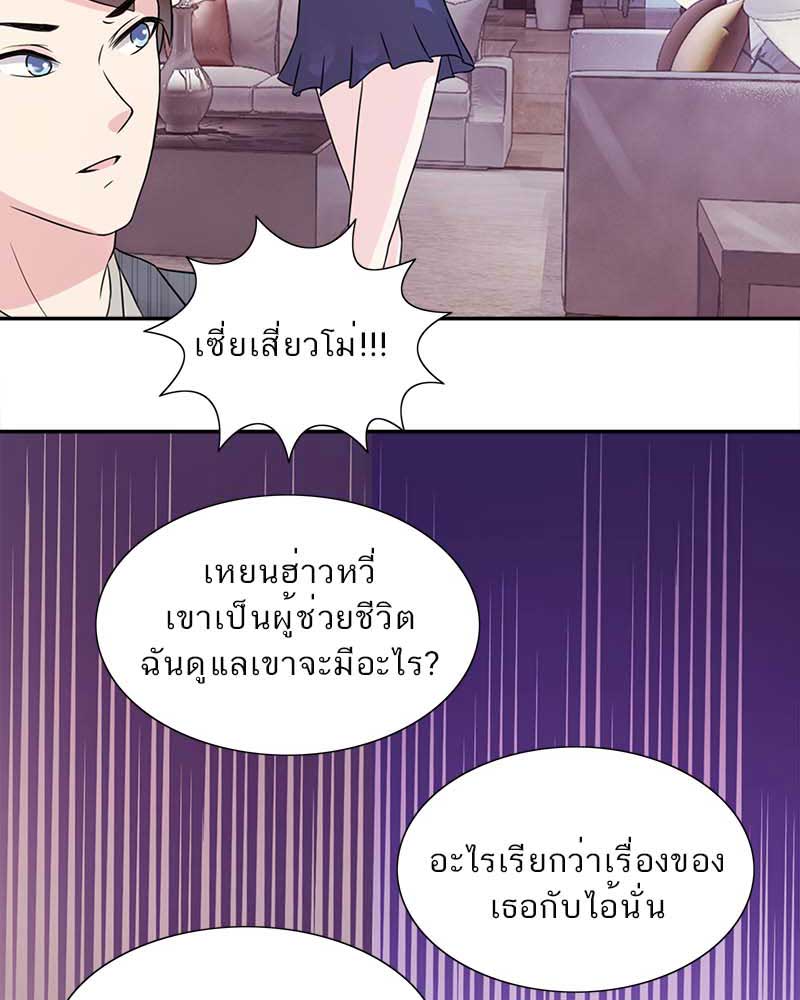 เซี่ยเสี่ยวโม่!!!
เหยียนฮ่าวหวี่
เขาเป็นผู้ช่วยชีวิต
ฉันดูแลเขาจะมีอะไร?
อะไรเรียกว่าเรื่องของ
เธอกับไอ้นั่น